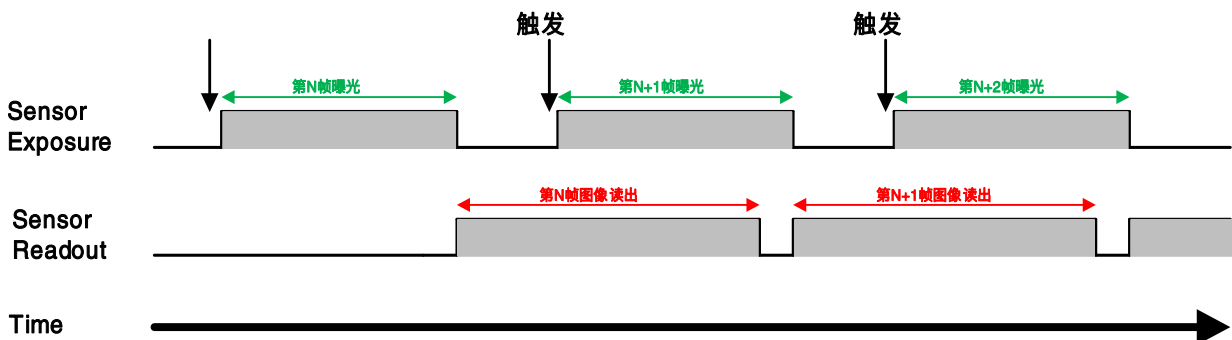 触发 触发
第N帧曝光 第N+1帧曝光 第N+2帧曝光
Sensor
Exposure
第N帧图像读出 第N+1帧图像读出
Sensor
Readout
Time